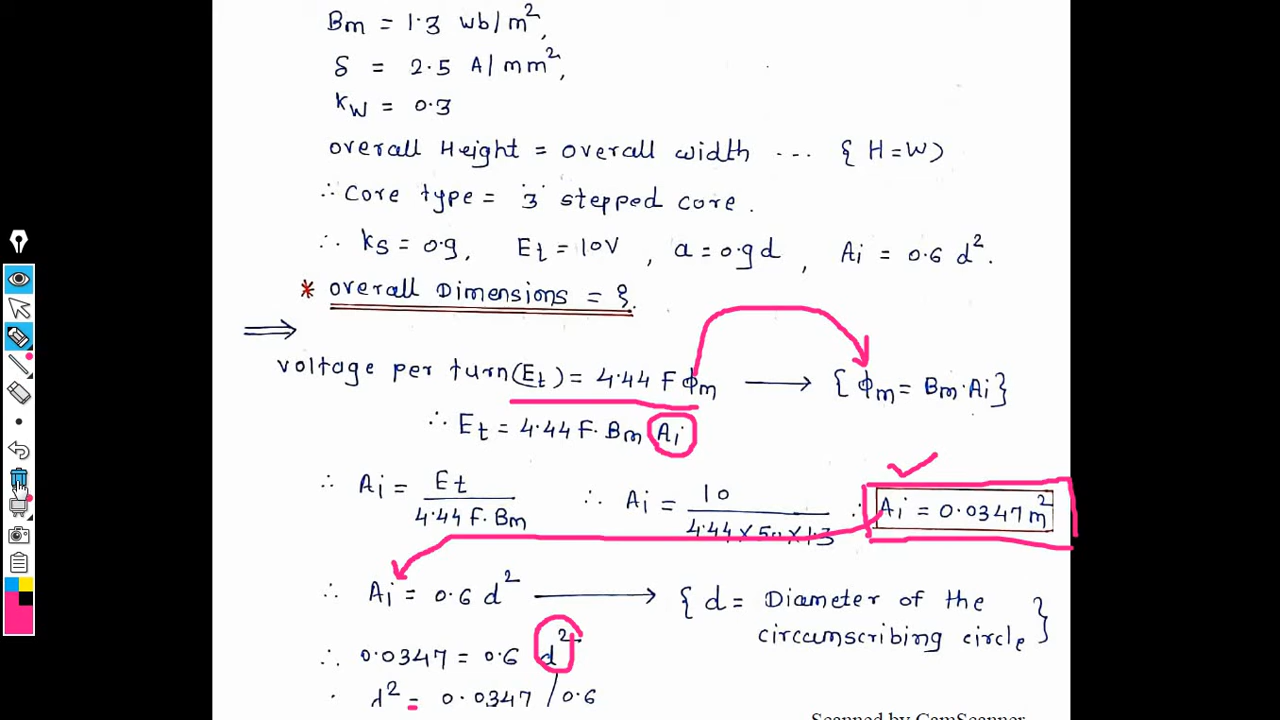 Bm = 1.3 wb/m²,
δ = 2.5 A/mm²,
kw = 0.3
overall Height = overall width ... { H = W )
∴ Core type = '3' stepped core.
∴ ks = 0.9, Et = 10V , a = 0.9d , Ai = 0.6 d².
* overall Dimensions = ?.
⟹
voltage per turn (Et) = 4.44 F Φm ⟶ { Φm = Bm·Ai }
∴ Et = 4.44 F. Bm Ai
∴ Ai = Et / 4.44 F. Bm ∴ Ai = 10 / 4.44 × 50 × 1.3 ∴ Ai = 0.0347 m²
∴ Ai = 0.6 d² ⟶ { d = Diameter of the
circumscribing circle }
∴ 0.0347 = 0.6 d²
∴ d² = 0.0347 / 0.6
Scanned by CamScanner